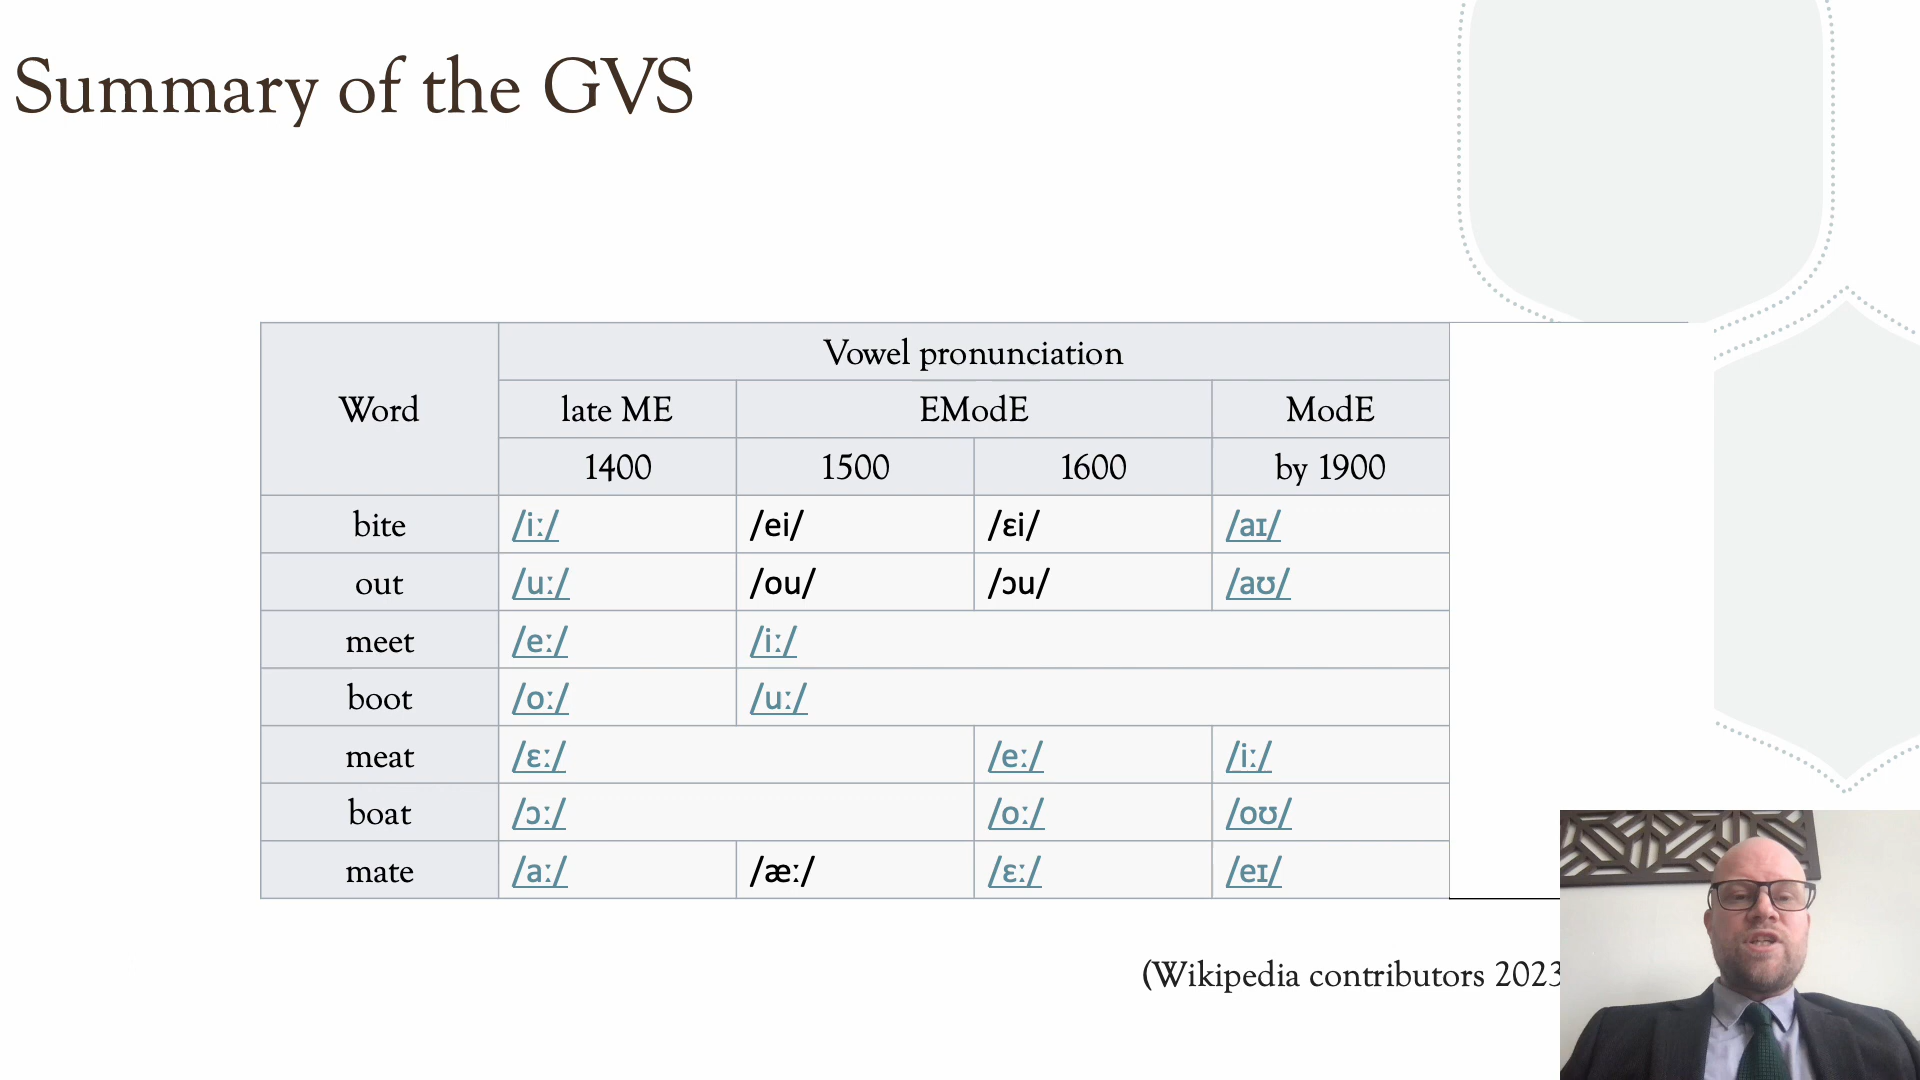 Summary of the GVS
Word
Vowel pronunciation
late ME EModE ModE
1400 1500 1600 by 1900
bite /iː/ /ei/ /ɛi/ /aɪ/
out /uː/ /ou/ /ɔu/ /aʊ/
meet /eː/ /iː/
boot /oː/ /uː/
meat /ɛː/ /eː/ /iː/
boat /ɔː/ /oː/ /oʊ/
mate /aː/ /æː/ /ɛː/ /eɪ/
(Wikipedia contributors 2023